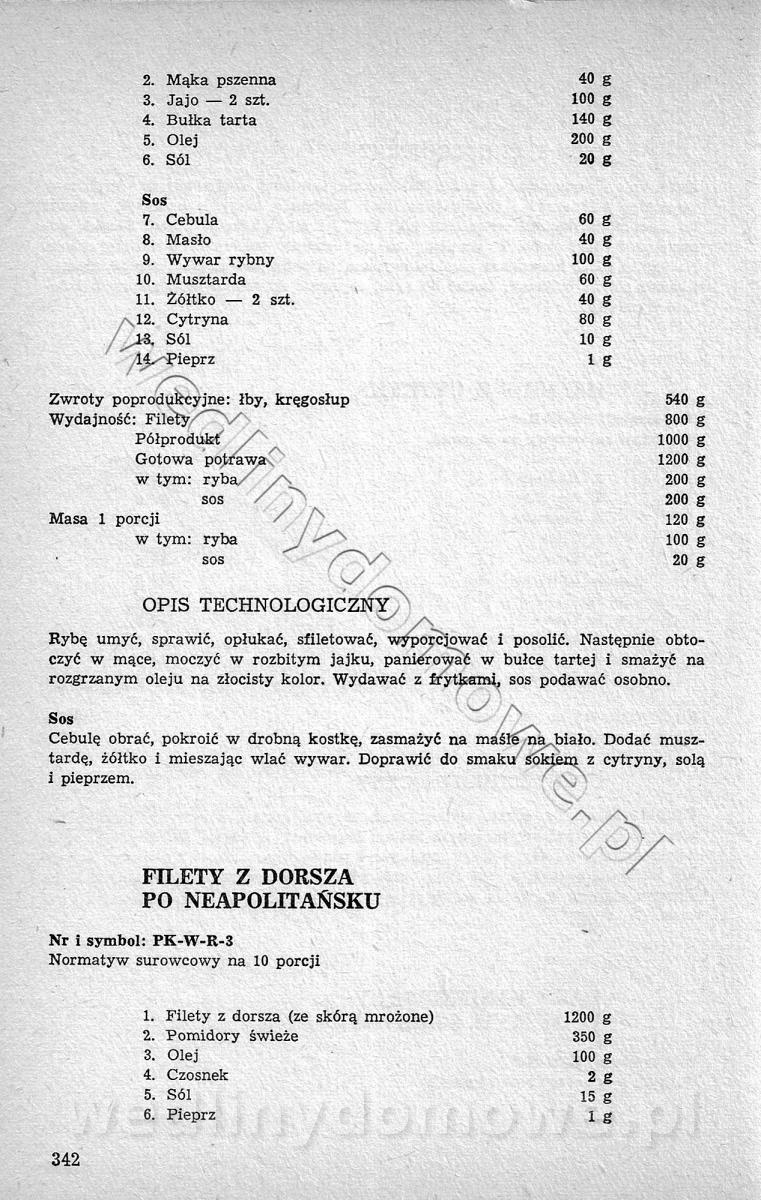 2. Mąka pszenna 40 g
3. Jajo — 2 szt. 100 g
4. Bułka tarta 140 g
5. Olej 200 g
6. Sól 20 g
Sos
7. Cebula 60 g
8. Masło 40 g
9. Wywar rybny 100 g
10. Musztarda 60 g
11. Żółtko — 2 szt. 40 g
12. Cytryna 80 g
13. Sól 10 g
14. Pieprz 1 g
Zwroty poprodukcyjne: łby, kręgosłup 540 g
Wydajność: Filety 800 g
Półprodukt 1000 g
Gotowa potrawa 1200 g
w tym: ryba 200 g
sos 200 g
Masa 1 porcji 120 g
w tym: ryba 100 g
sos 20 g
OPIS TECHNOLOGICZNY
Rybę umyć, sprawić, opłukać, sfiletować, wyporcjować i posolić. Następnie obto-
czyć w mące, moczyć w rozbitym jajku, panierować w bułce tartej i smażyć na
rozgrzanym oleju na złocisty kolor. Wydawać z frytkami, sos podawać osobno.
Sos
Cebulę obrać, pokroić w drobną kostkę, zasmażyć na maśle na biało. Dodać musz-
tardę, żółtko i mieszając wlać wywar. Doprawić do smaku sokiem z cytryny, solą
i pieprzem.
FILETY Z DORSZA
PO NEAPOLITAŃSKU
Nr i symbol: PK-W-R-3
Normatyw surowcowy na 10 porcji
1. Filety z dorsza (ze skórą mrożone) 1200 g
2. Pomidory świeże 350 g
3. Olej 100 g
4. Czosnek 2 g
5. Sól 15 g
6. Pieprz 1 g
342
wedlinydomowe.pl
wedlinydomowe.pl